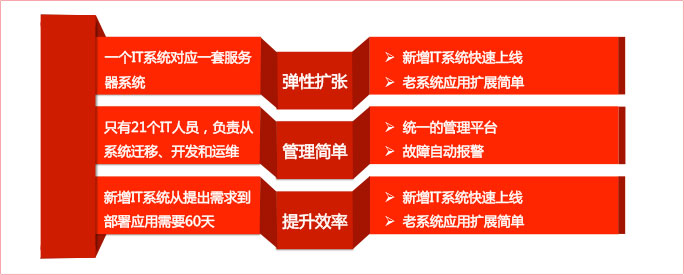 一个IT系统对应一套服务
器系统
弹性扩张
➢ 新增IT系统快速上线
➢ 老系统应用扩展简单
只有21个IT人员，负责从
系统迁移、开发和运维
管理简单
➢ 统一的管理平台
➢ 故障自动报警
新增IT系统从提出需求到
部署应用需要60天
提升效率
➢ 新增IT系统快速上线
➢ 老系统应用扩展简单